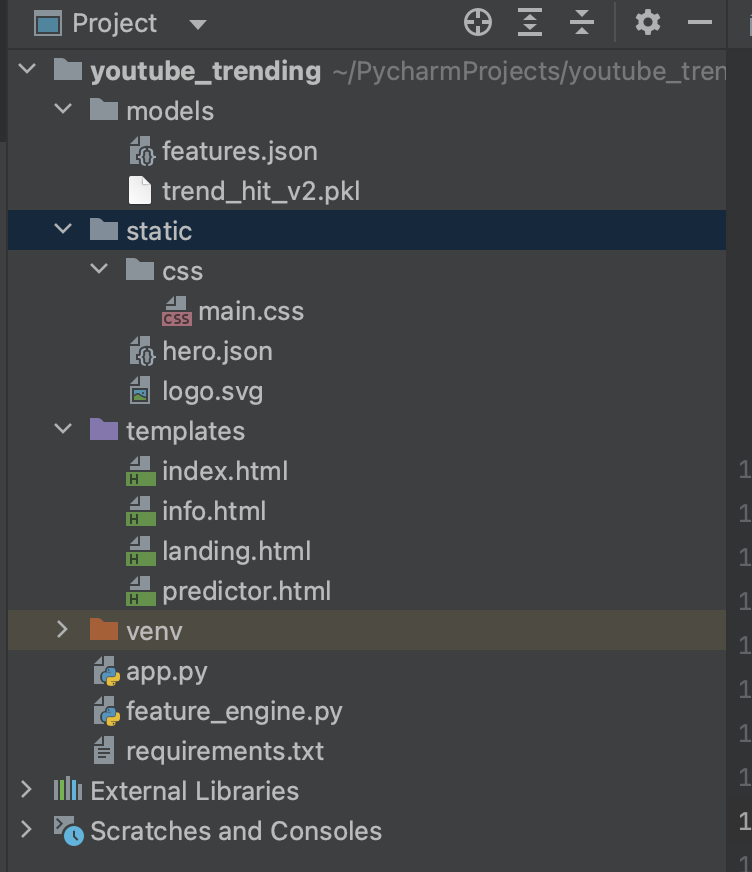 Project
youtube_trending ~/PycharmProjects/youtube_tren
models
features.json
trend_hit_v2.pkl
static
css
main.css
hero.json
logo.svg
templates
index.html
info.html
landing.html
predictor.html
venv
app.py
feature_engine.py
requirements.txt
External Libraries
Scratches and Consoles